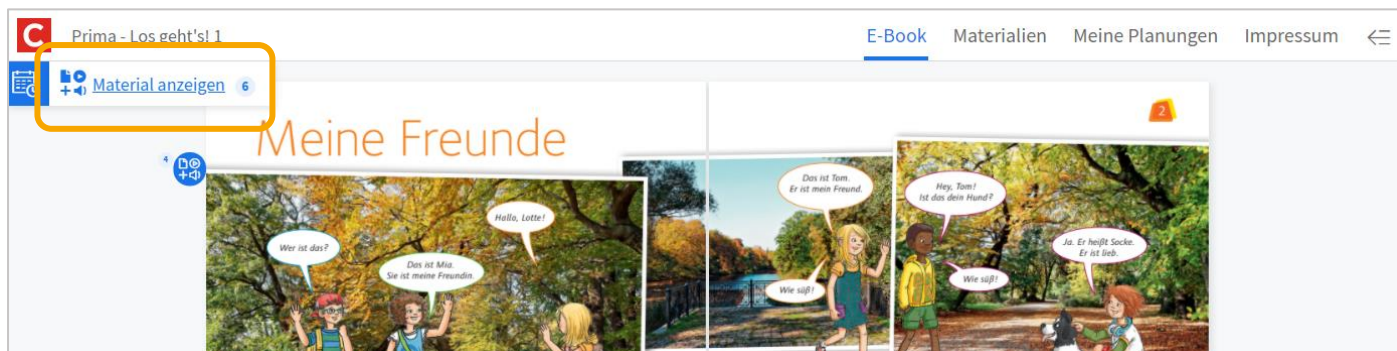 C Prima - Los geht's! 1 E-Book Materialien Meine Planungen Impressum
Material anzeigen 6
Meine Freunde
2
4
Das ist Tom.
Er ist mein Freund.
Hey, Tom!
Ist das dein Hund?
Hallo, Lotte!
Wer ist das?
Das ist Mia.
Sie ist meine Freundin.
Ja. Er heißt Socke.
Er ist lieb.
Wie süß!
Wie süß!